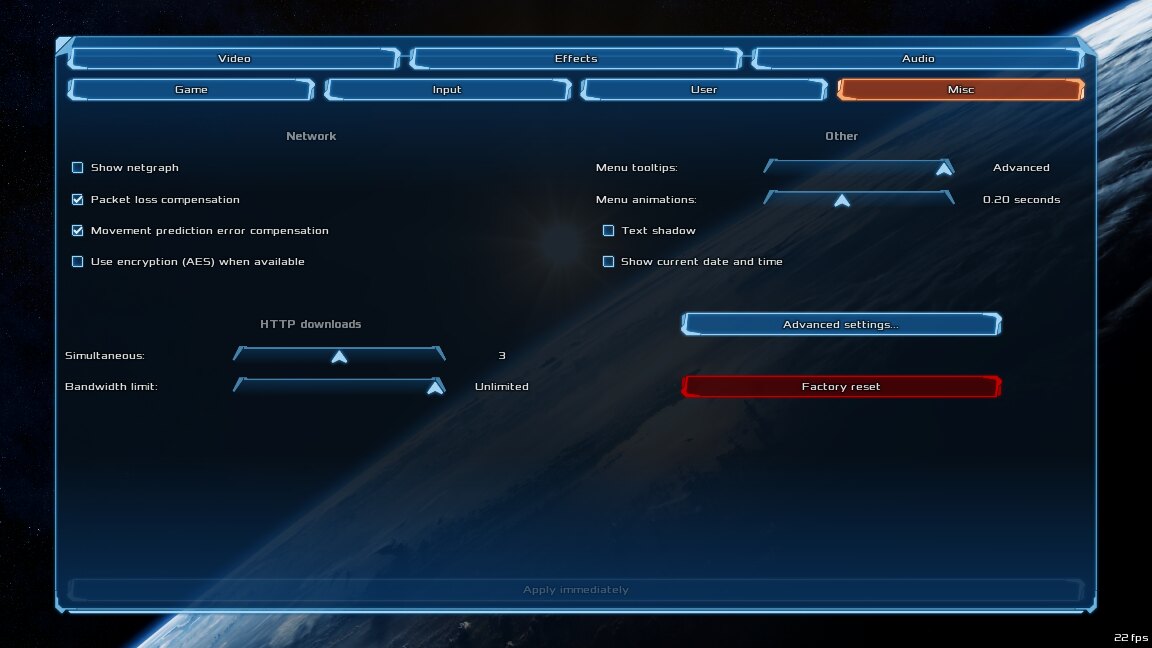 Video Effects Audio
Game Input User Misc
Network
Show netgraph
Packet loss compensation
Movement prediction error compensation
Use encryption (AES) when available
HTTP downloads
Simultaneous: 3
Bandwidth limit: Unlimited
Other
Menu tooltips: Advanced
Menu animations: 0.20 seconds
Text shadow
Show current date and time
Advanced settings...
Factory reset
Apply immediately
22 fps